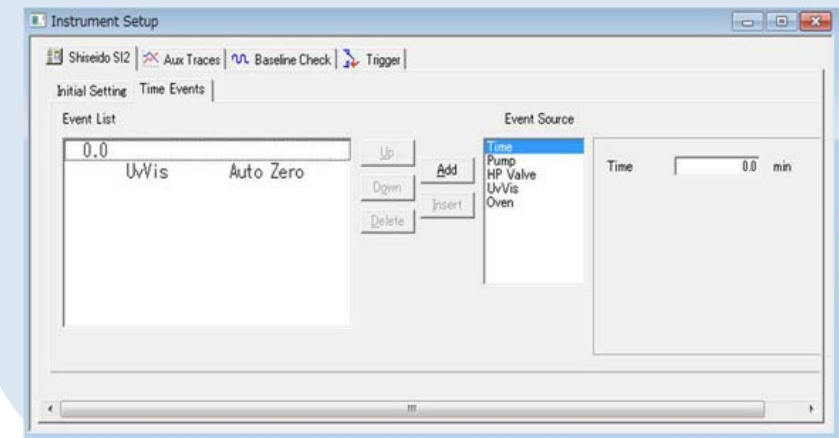 Instrument Setup
Shiseido SI2 Aux Traces Baseline Check Trigger
Initial Setting Time Events
Event List Event Source
0.0
UvVis Auto Zero
Up
Down
Delete
Add
Insert
Time
Pump
HP Valve
UvVis
Oven
Time 0.0 min